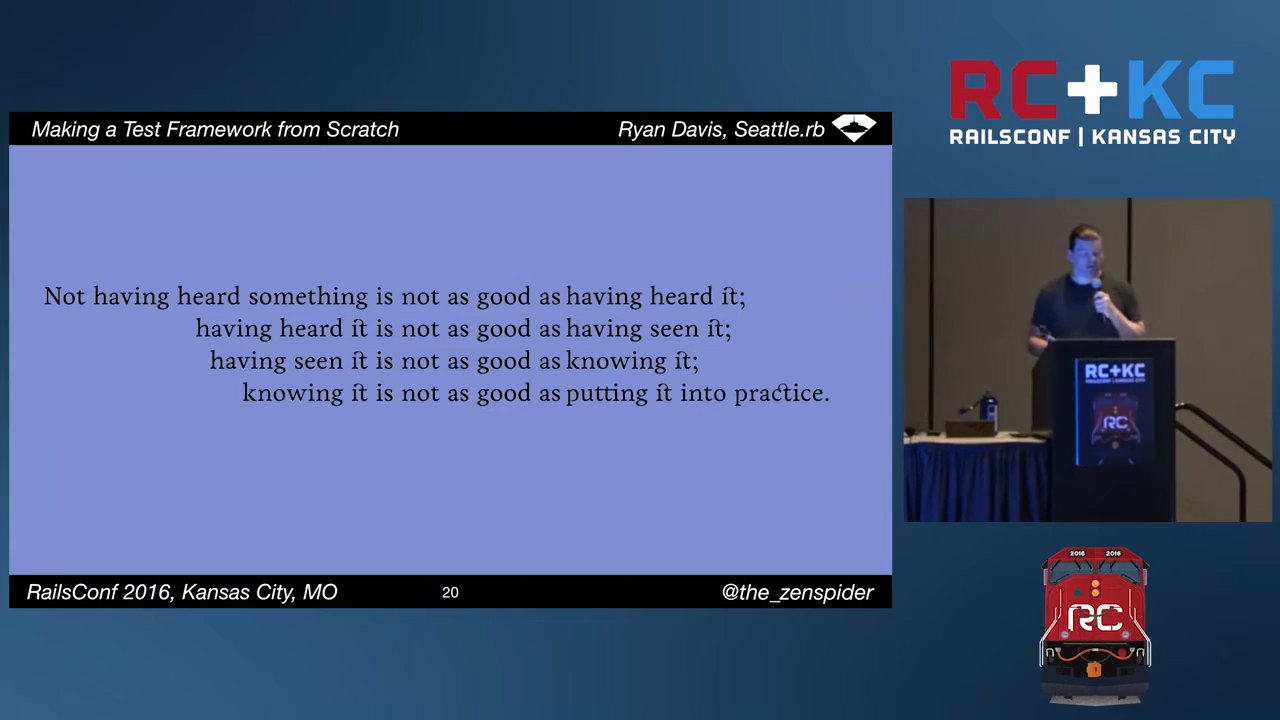 Making a Test Framework from Scratch
Ryan Davis, Seattle.rb
Not having heard something is not as good as having heard it;
having heard it is not as good as having seen it;
having seen it is not as good as knowing it;
knowing it is not as good as putting it into practice.
RailsConf 2016, Kansas City, MO
20
@the_zenspider
RC+KC
RAILSCONF | KANSAS CITY
RC+KC
RAILSCONF | KANSAS CITY
RC
2016 2016
RC